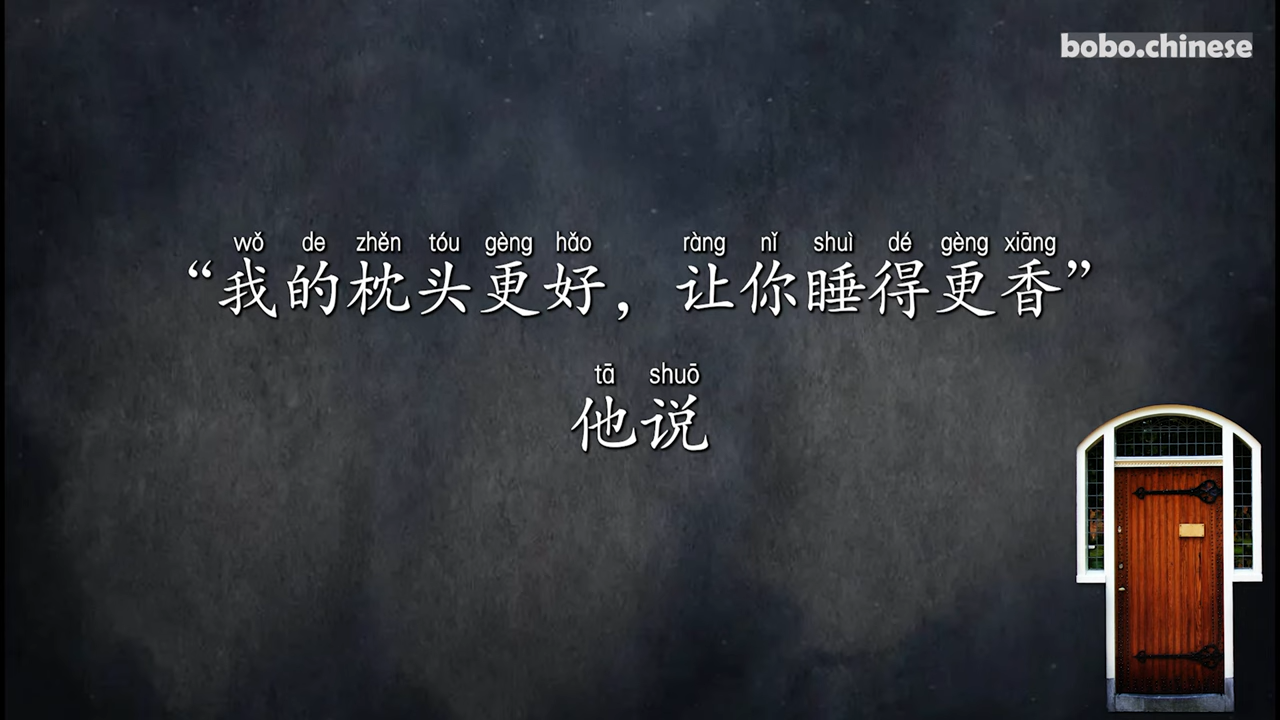 bobo.chinese
wǒ de zhěn tóu gèng hǎo ràng nǐ shuì dé gèng xiāng
“我的枕头更好，让你睡得更香”
tā shuō
他说